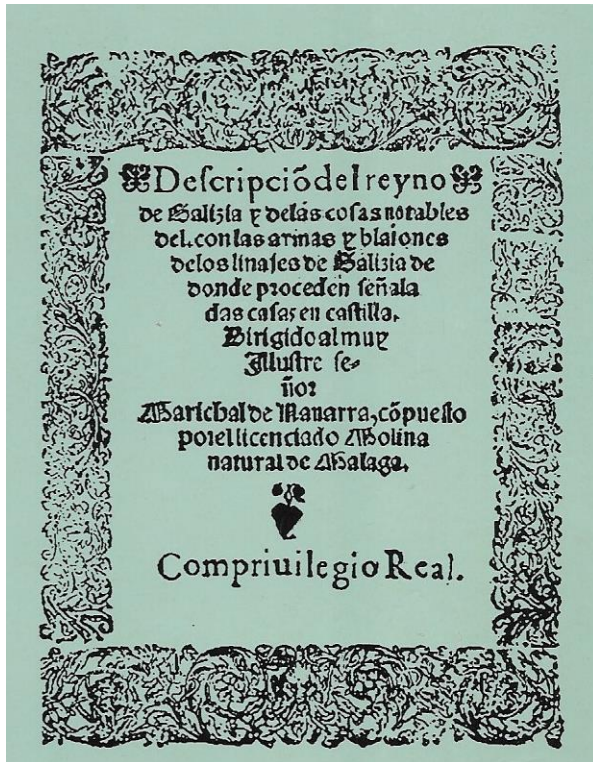 Descripciõ del reyno
de Galizia y delas cosas notables
del. con las armas y blasones
delos linajes de Galizia de
donde proceden señala
das casas en castilla.
Dirigido al muy
Illustre se-
ñor
Marichal de Nauarra, cõpuesto
por el licenciado Molina
natural de Malaga.
Com priuilegio Real.